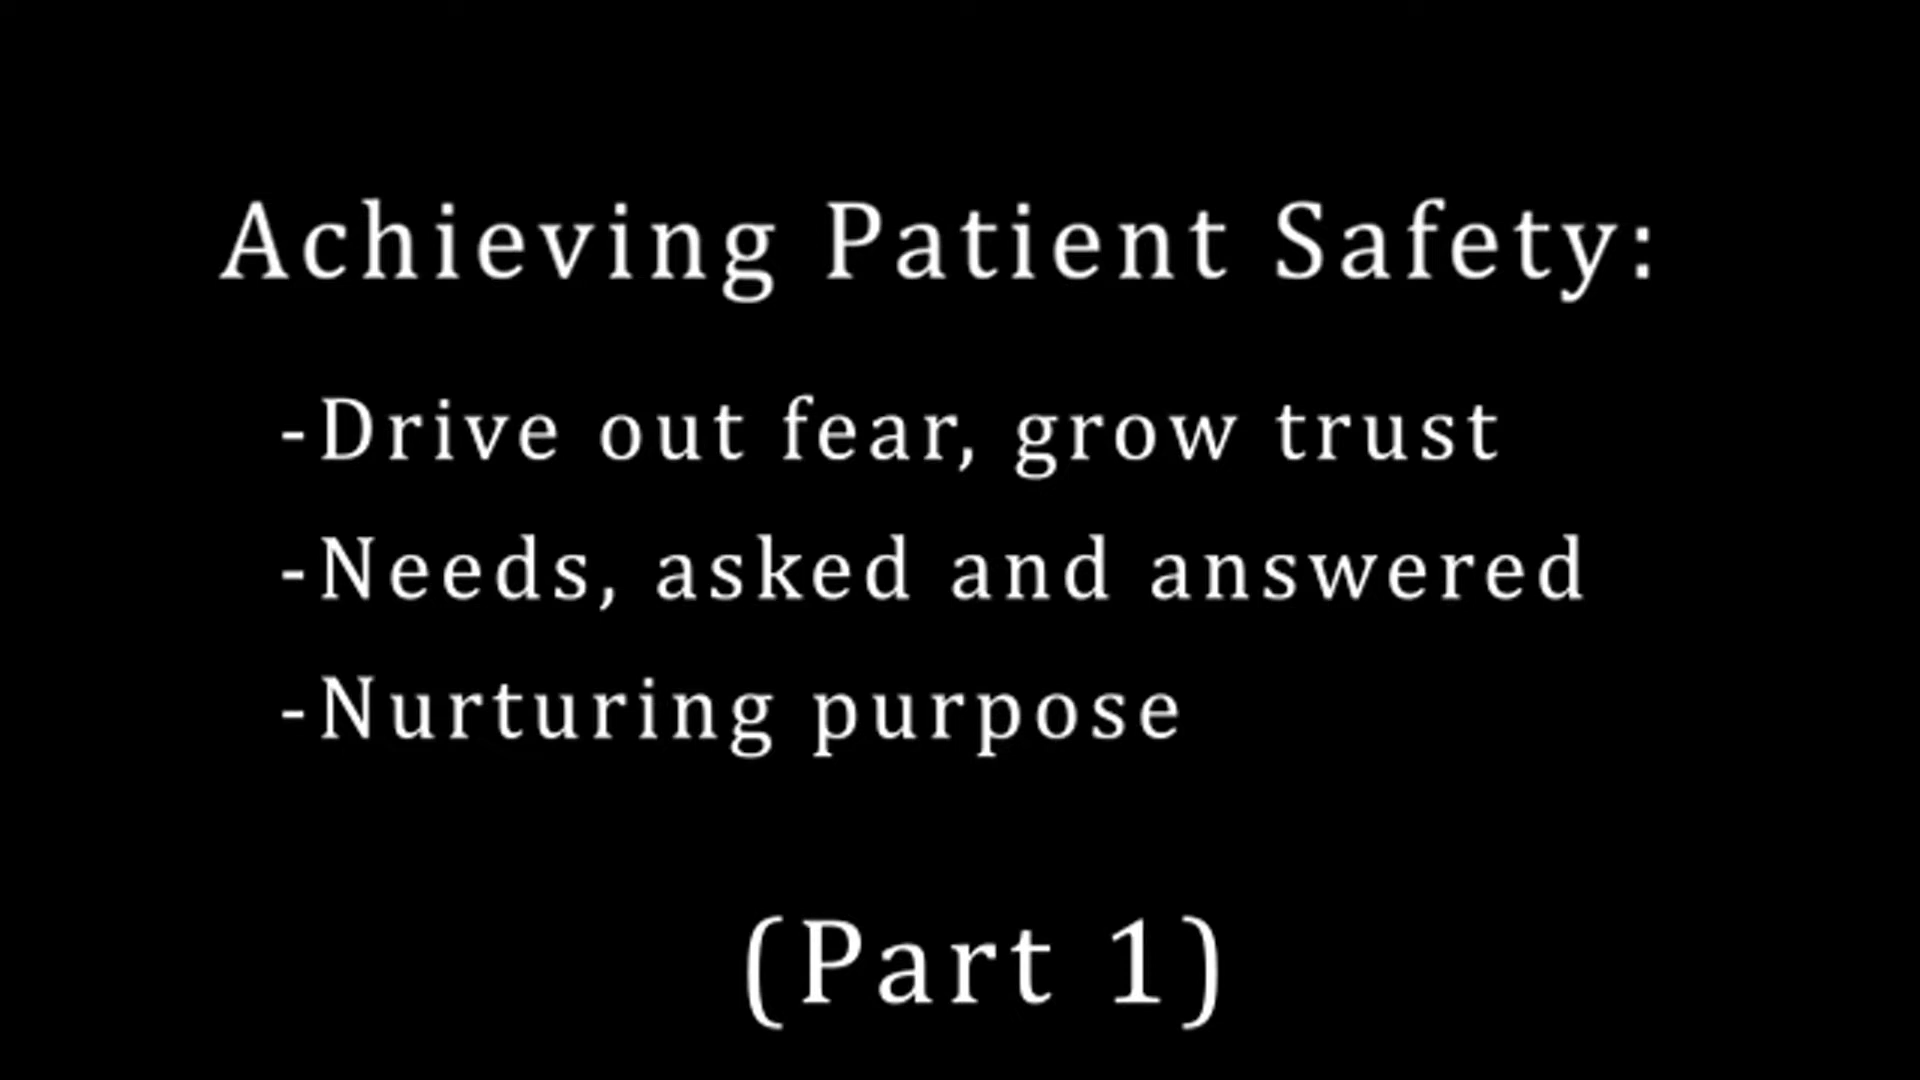 Achieving Patient Safety:
-Drive out fear, grow trust
-Needs, asked and answered
-Nurturing purpose
(Part 1)